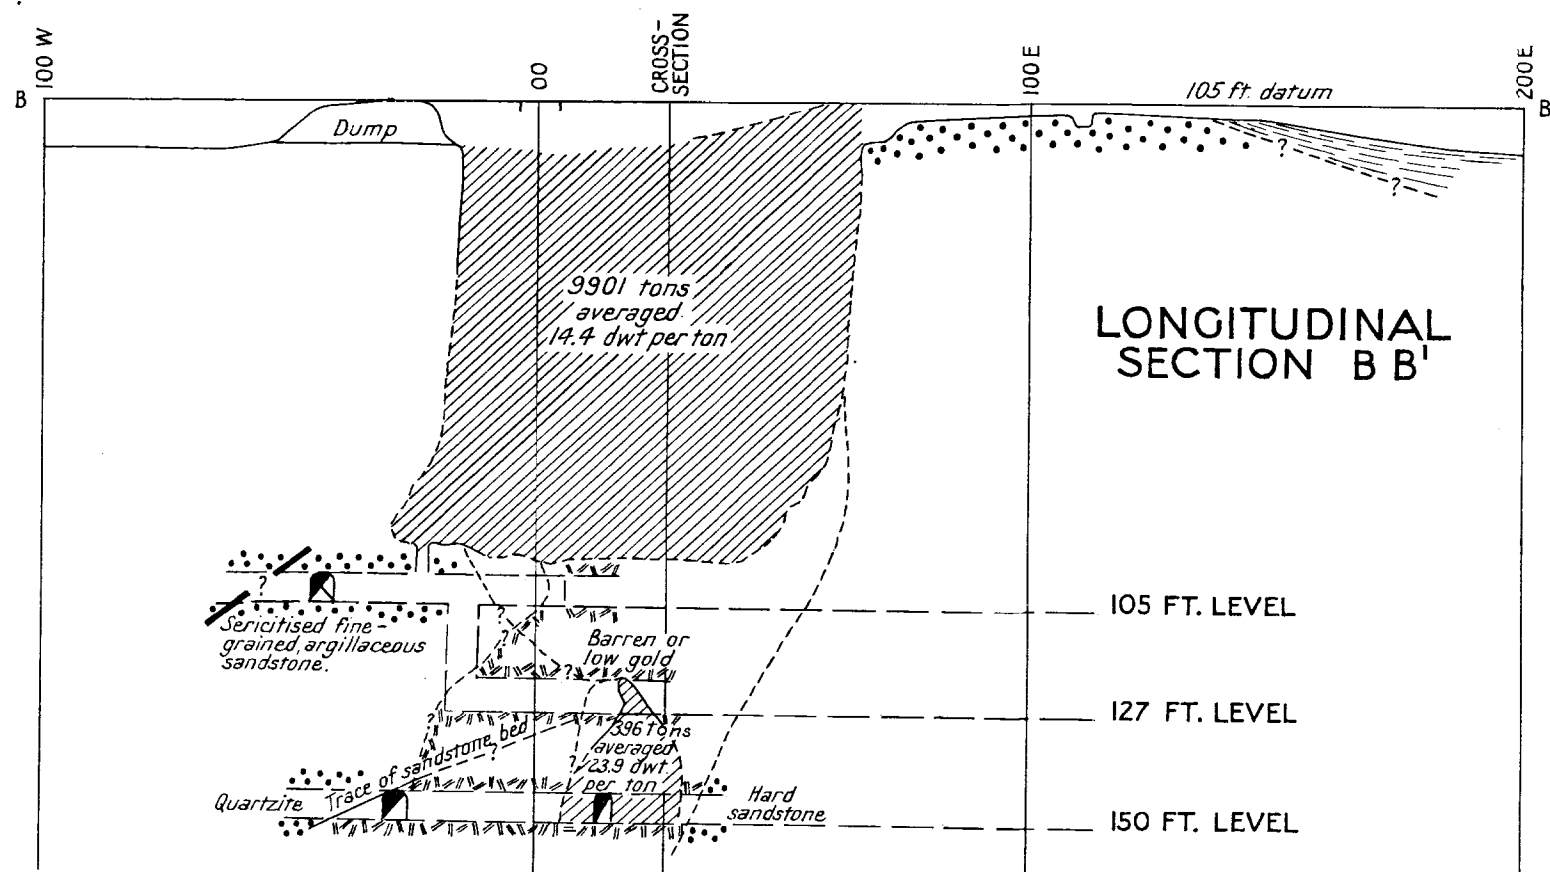 100 W
00
CROSS-
SECTION
100 E
200 E
B
105 ft. datum
B
Dump
?
?
9901 tons
averaged
14.4 dwt per ton
LONGITUDINAL
SECTION B B'
?
105 FT. LEVEL
Sericitised fine-
grained, argillaceous
sandstone.
?
Barren or
low gold
?
127 FT. LEVEL
396 tons
averaged
23.9 dwt.
per ton
?
Trace of sandstone bed
?
Quartzite
Hard
sandstone
150 FT. LEVEL